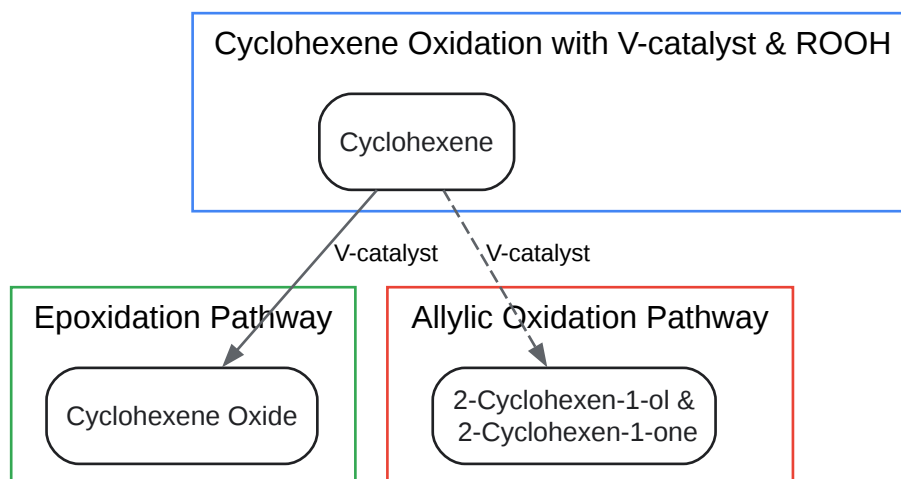 Cyclohexene Oxidation with V-catalyst & ROOH
Cyclohexene
V-catalyst
V-catalyst
Epoxidation Pathway
Allylic Oxidation Pathway
Cyclohexene Oxide
2-Cyclohexen-1-ol &
2-Cyclohexen-1-one